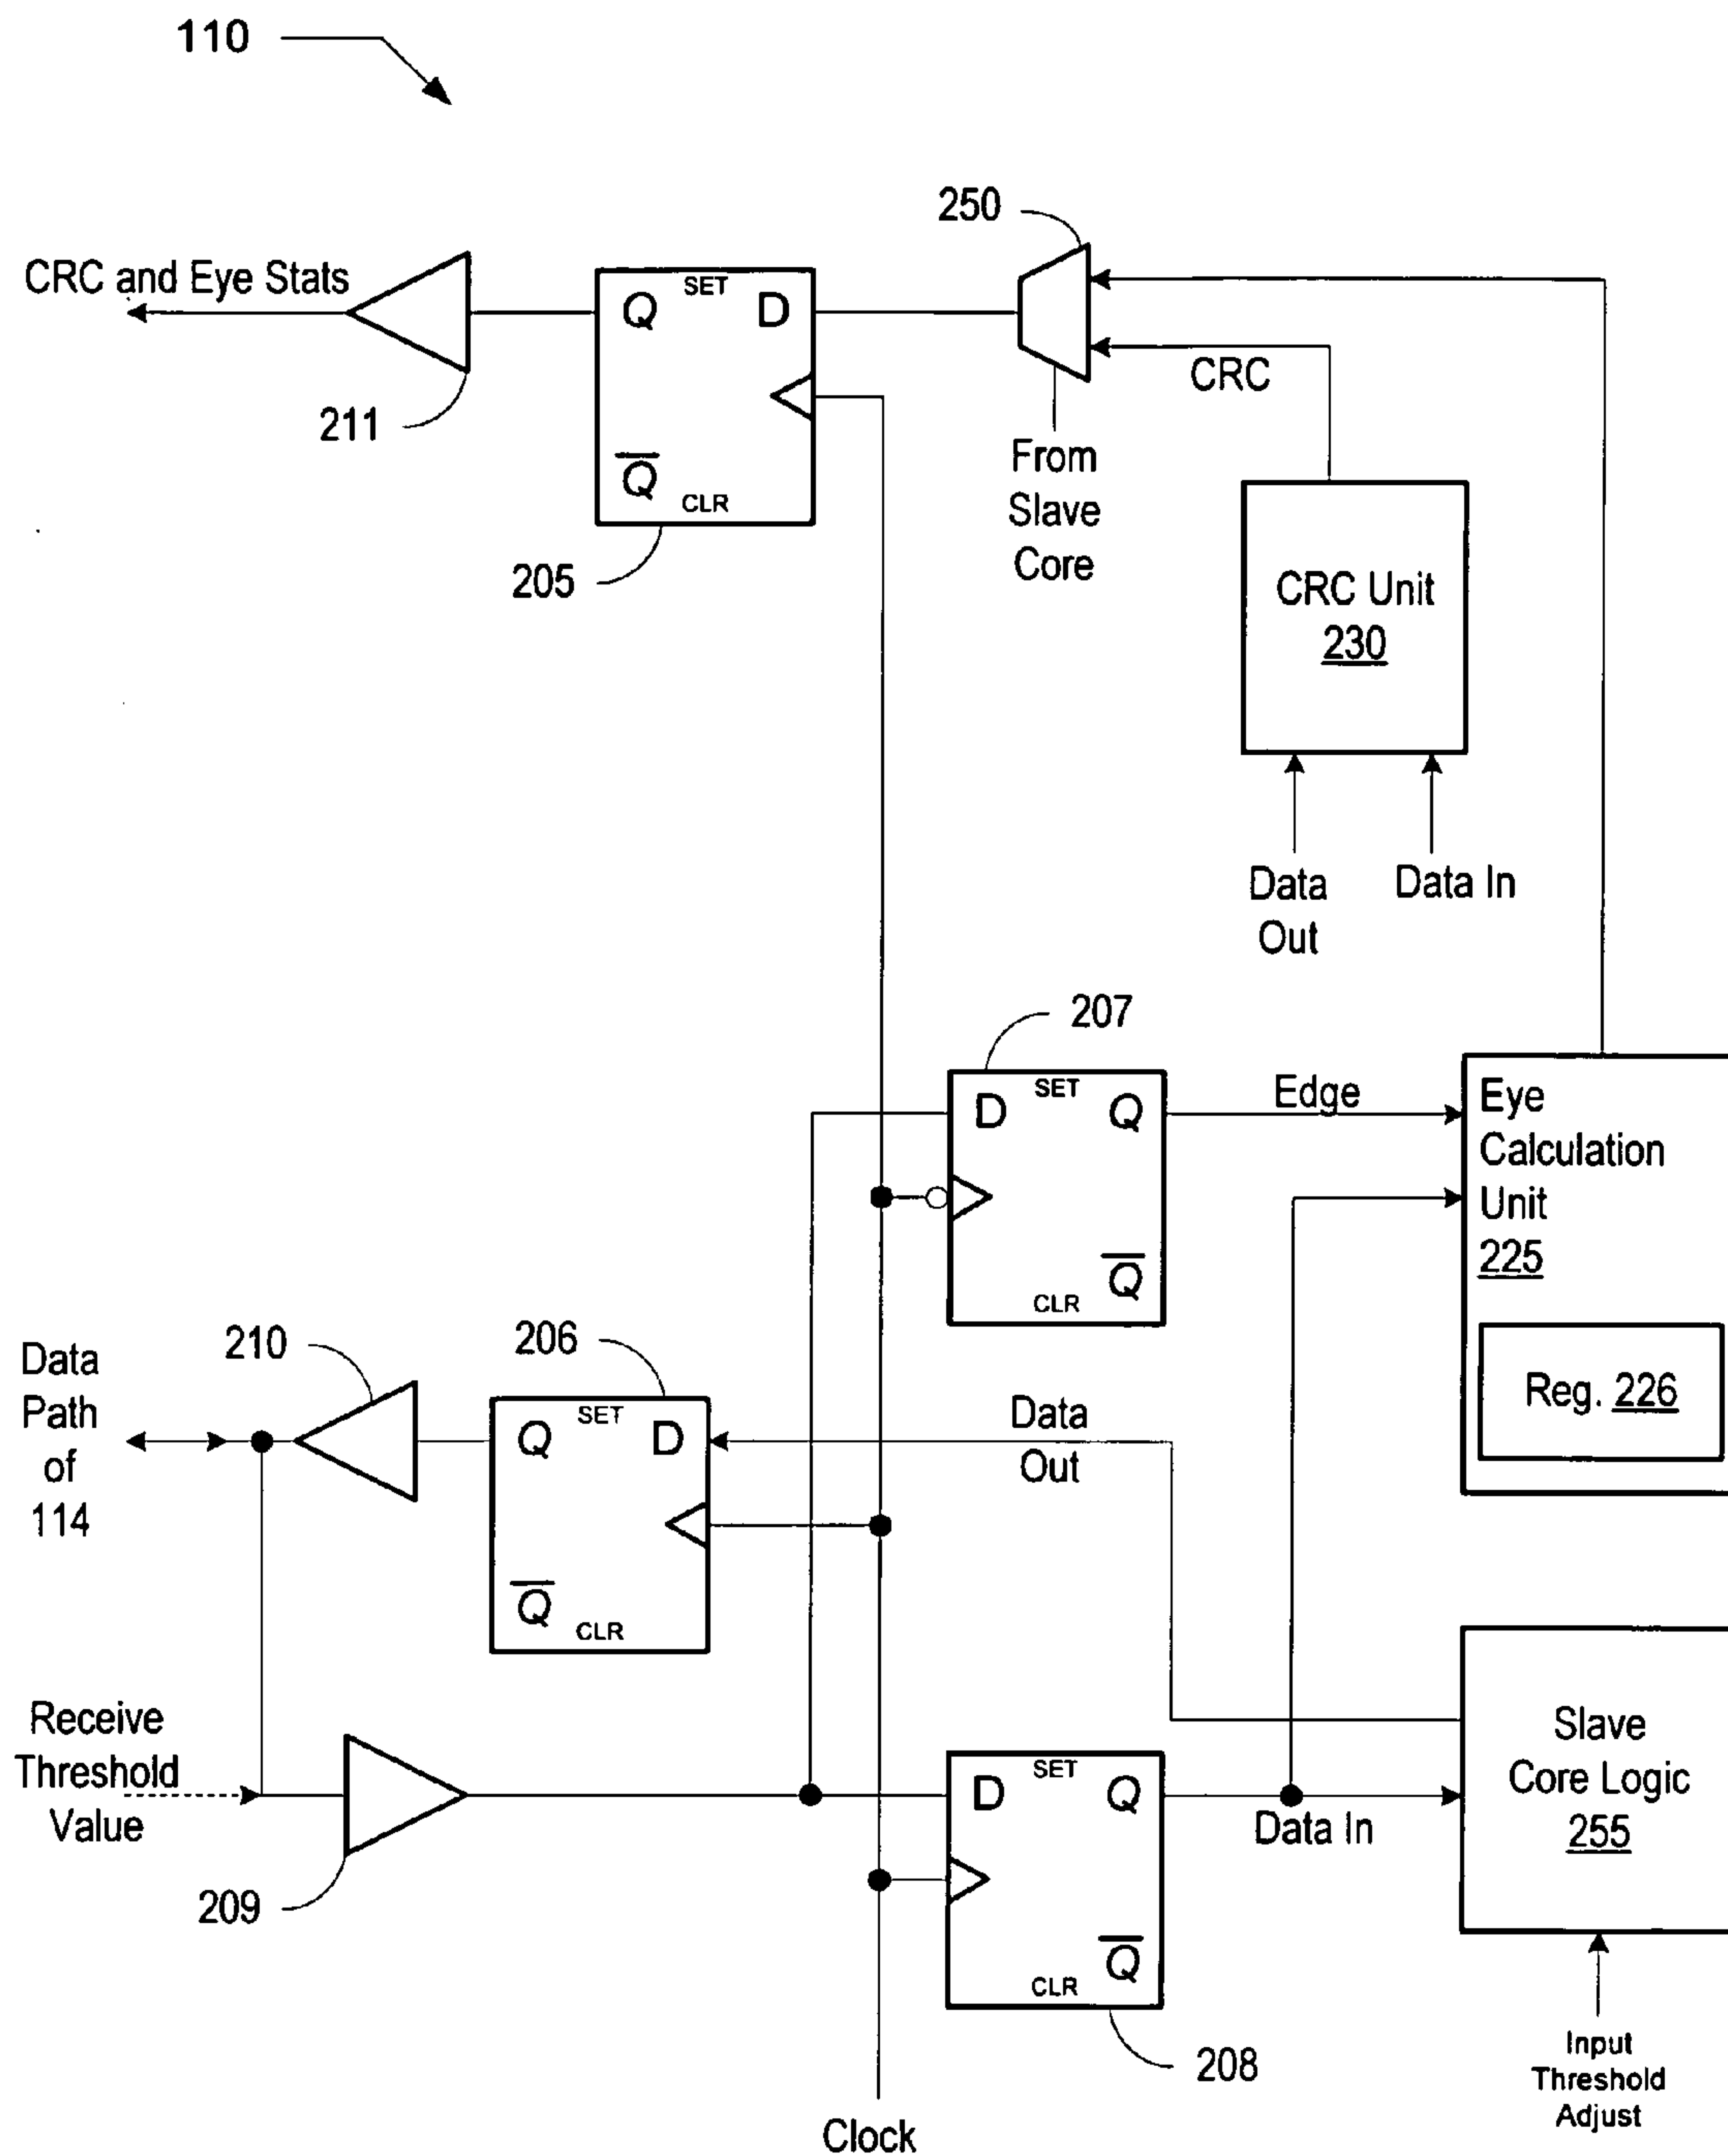 110
250
CRC and Eye Stats
Q
SET
D
Q
CLR
211
205
CRC
From
Slave
Core
CRC Unit
230
Data
Out
Data In
207
D
SET
Q
Q
CLR
Edge
Eye
Calculation
Unit
225
Reg. 226
Data
Path
of
114
210
206
Q
SET
D
Q
CLR
Data
Out
Receive
Threshold
Value
209
D
SET
Q
Q
CLR
208
Data In
Slave
Core Logic
255
Input
Threshold
Adjust
Clock